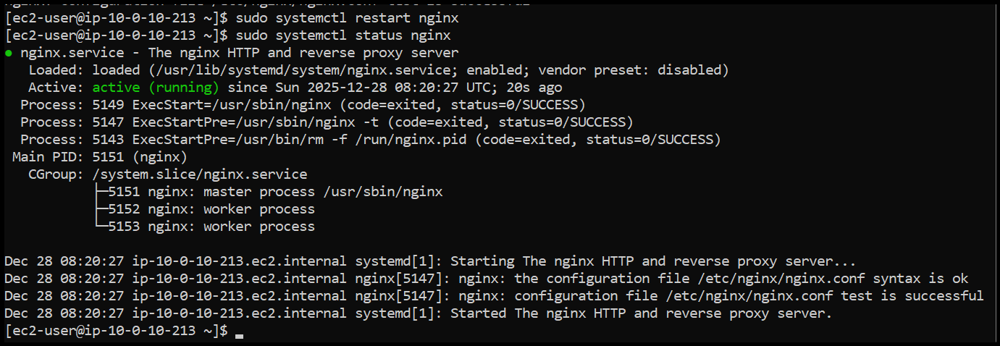 nginx: configuration file /etc/nginx/nginx.conf test is successful
[ec2-user@ip-10-0-10-213 ~]$ sudo systemctl restart nginx
[ec2-user@ip-10-0-10-213 ~]$ sudo systemctl status nginx
● nginx.service - The nginx HTTP and reverse proxy server
   Loaded: loaded (/usr/lib/systemd/system/nginx.service; enabled; vendor preset: disabled)
   Active: active (running) since Sun 2025-12-28 08:20:27 UTC; 20s ago
  Process: 5149 ExecStart=/usr/sbin/nginx (code=exited, status=0/SUCCESS)
  Process: 5147 ExecStartPre=/usr/sbin/nginx -t (code=exited, status=0/SUCCESS)
  Process: 5143 ExecStartPre=/usr/bin/rm -f /run/nginx.pid (code=exited, status=0/SUCCESS)
 Main PID: 5151 (nginx)
   CGroup: /system.slice/nginx.service
           ├─5151 nginx: master process /usr/sbin/nginx
           ├─5152 nginx: worker process
           └─5153 nginx: worker process
Dec 28 08:20:27 ip-10-0-10-213.ec2.internal systemd[1]: Starting The nginx HTTP and reverse proxy server...
Dec 28 08:20:27 ip-10-0-10-213.ec2.internal nginx[5147]: nginx: the configuration file /etc/nginx/nginx.conf syntax is ok
Dec 28 08:20:27 ip-10-0-10-213.ec2.internal nginx[5147]: nginx: configuration file /etc/nginx/nginx.conf test is successful
Dec 28 08:20:27 ip-10-0-10-213.ec2.internal systemd[1]: Started The nginx HTTP and reverse proxy server.
[ec2-user@ip-10-0-10-213 ~]$